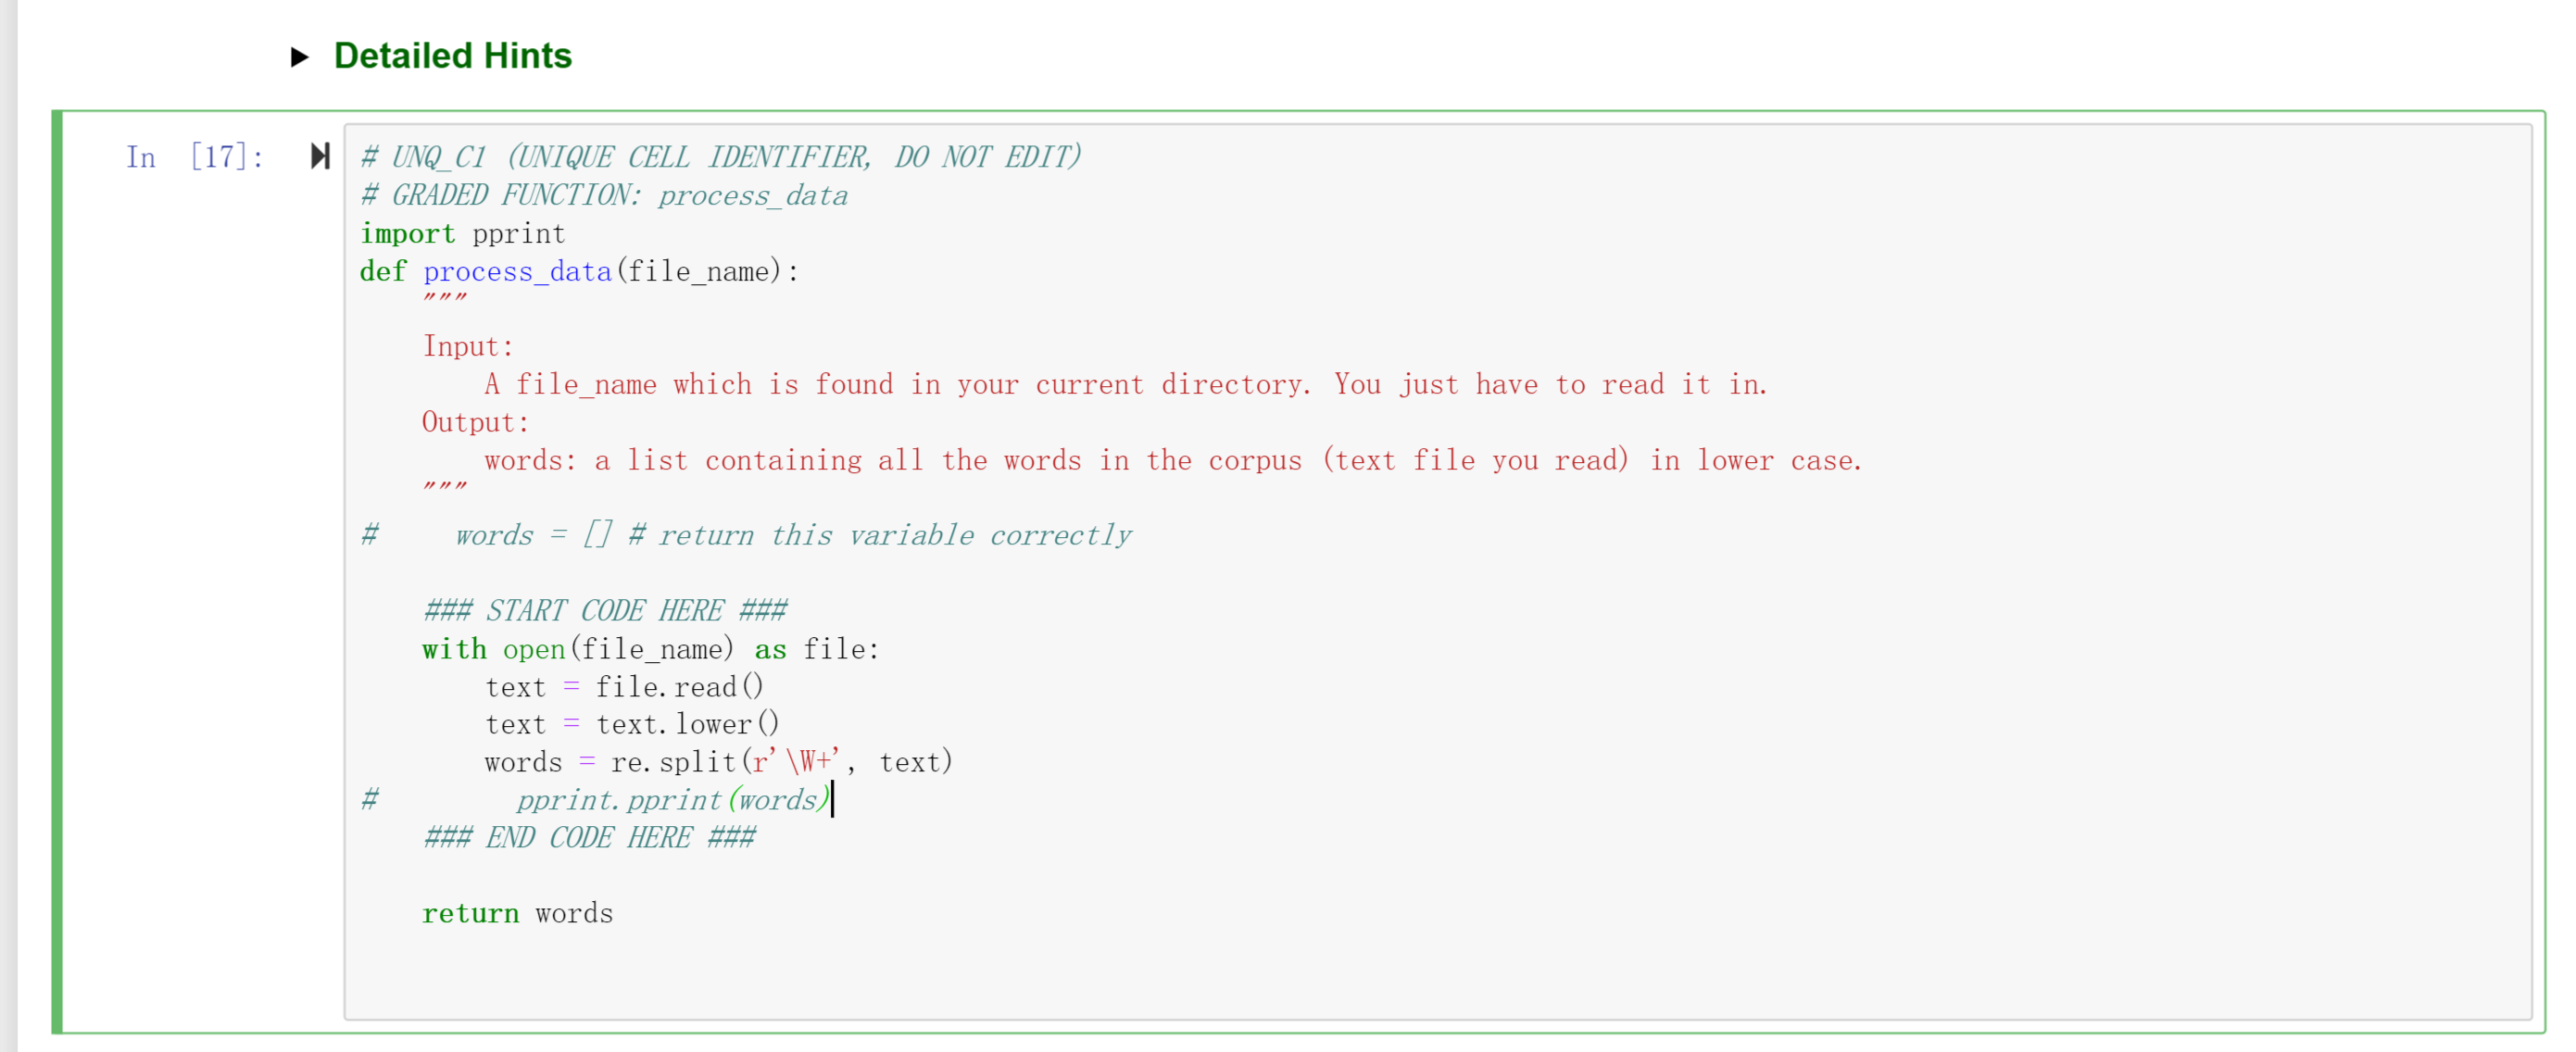 Detailed Hints
In [17]:
# UNQ_C1 (UNIQUE CELL IDENTIFIER, DO NOT EDIT)
# GRADED FUNCTION: process_data
import pprint
def process_data(file_name):
    """
    Input:
        A file_name which is found in your current directory. You just have to read it in.
    Output:
        words: a list containing all the words in the corpus (text file you read) in lower case.
    """
#     words = [] # return this variable correctly
    ### START CODE HERE ###
    with open(file_name) as file:
        text = file.read()
        text = text.lower()
        words = re.split(r'\W+', text)
#         pprint.pprint(words)
    ### END CODE HERE ###
    return words